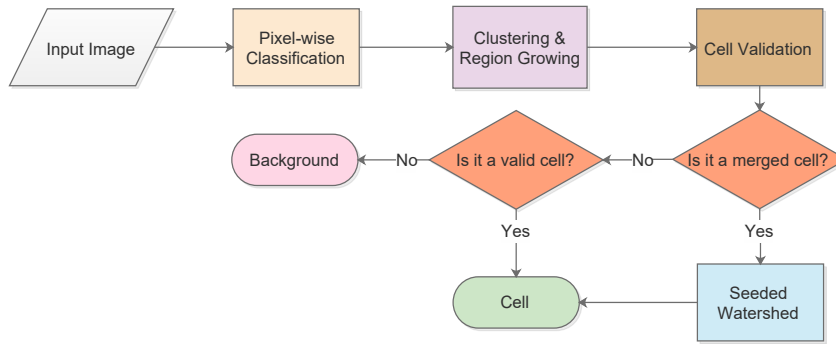 Input Image
Pixel-wise
Classification
Clustering &
Region Growing
Cell Validation
Background
No
Is it a valid cell?
No
Is it a merged cell?
Yes
Yes
Cell
Seeded
Watershed